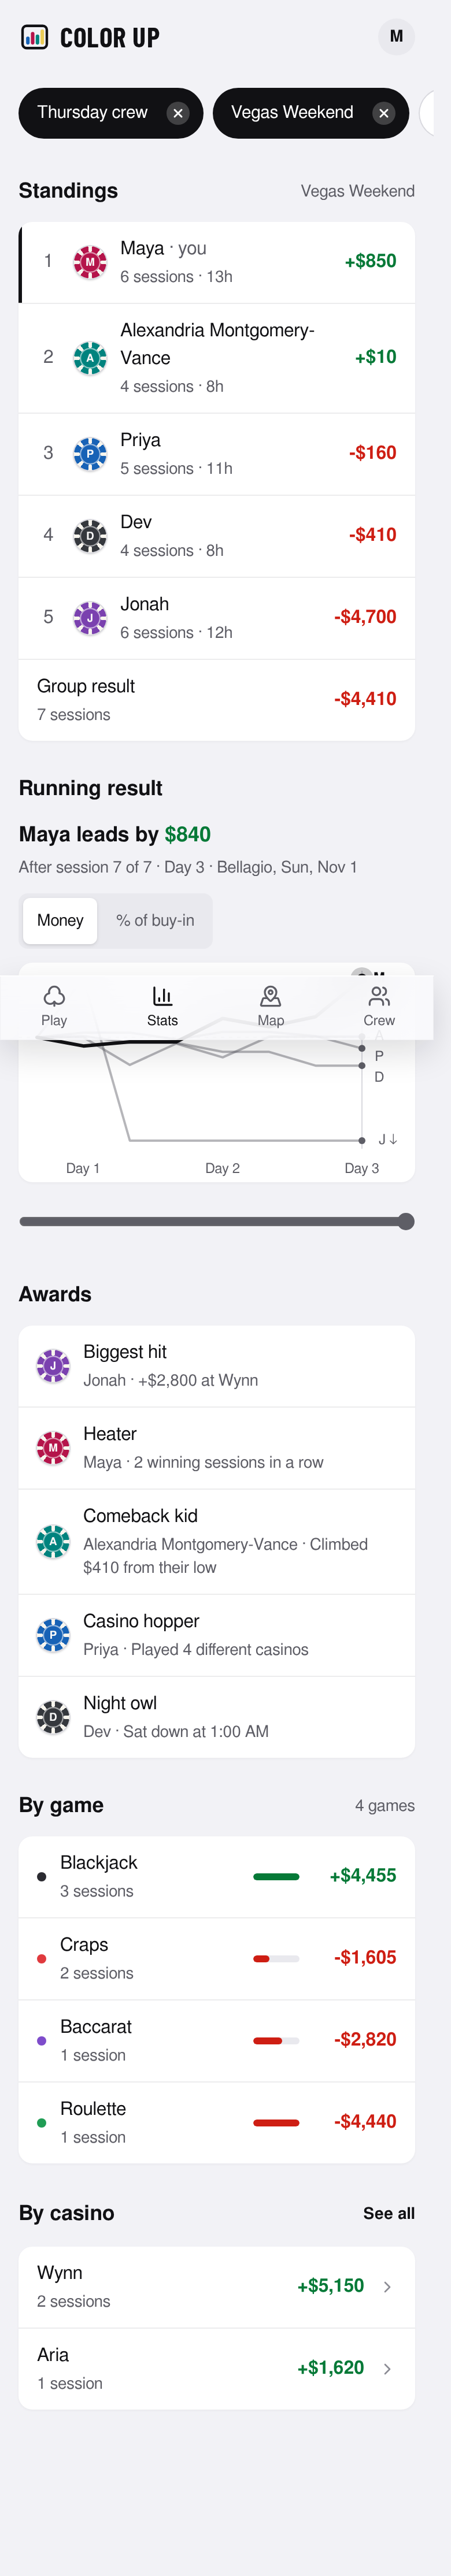 COLOR UP
M
Thursday crew
Vegas Weekend
Standings
Vegas Weekend
1
M
Maya · you
6 sessions · 13h
+$850
2
A
Alexandria Montgomery-
Vance
4 sessions · 8h
+$10
3
P
Priya
5 sessions · 11h
-$160
4
D
Dev
4 sessions · 8h
-$410
5
J
Jonah
6 sessions · 12h
-$4,700
Group result
7 sessions
-$4,410
Running result
Maya leads by $840
After session 7 of 7 · Day 3 · Bellagio, Sun, Nov 1
Money
% of buy-in
M
Play
Stats
Map
Crew
A
P
D
J↓
Day 1
Day 2
Day 3
Awards
J
Biggest hit
Jonah · +$2,800 at Wynn
M
Heater
Maya · 2 winning sessions in a row
A
Comeback kid
Alexandria Montgomery-Vance · Climbed
$410 from their low
P
Casino hopper
Priya · Played 4 different casinos
D
Night owl
Dev · Sat down at 1:00 AM
By game
4 games
Blackjack
3 sessions
+$4,455
Craps
2 sessions
-$1,605
Baccarat
1 session
-$2,820
Roulette
1 session
-$4,440
By casino
See all
Wynn
2 sessions
+$5,150
Aria
1 session
+$1,620